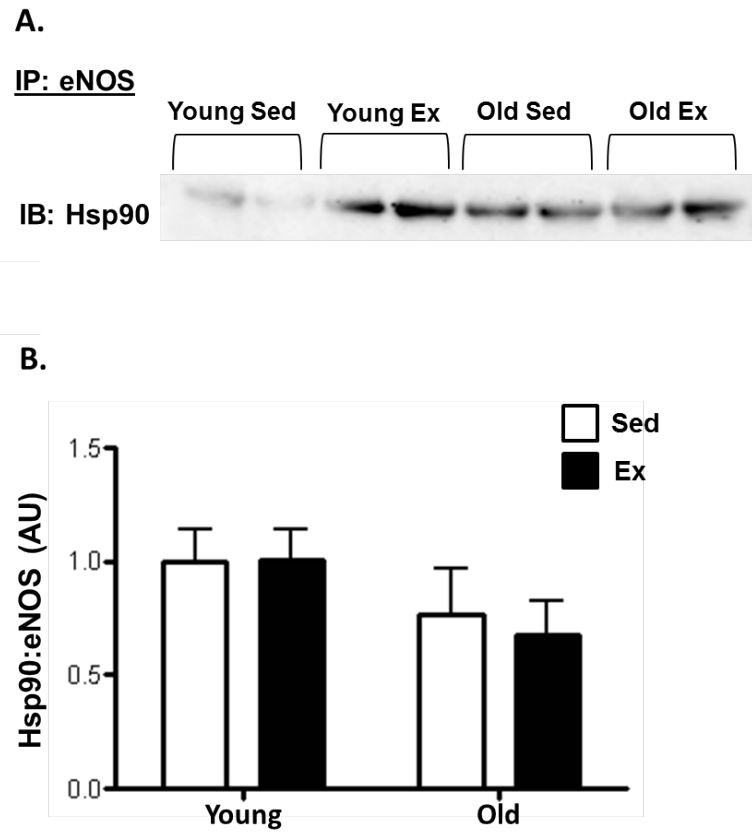 A.
IP: eNOS
Young Sed Young Ex Old Sed Old Ex
IB: Hsp90
B.
Sed
Ex
1.5
1.0
0.5
0.0
Hsp90:eNOS (AU)
Young Old